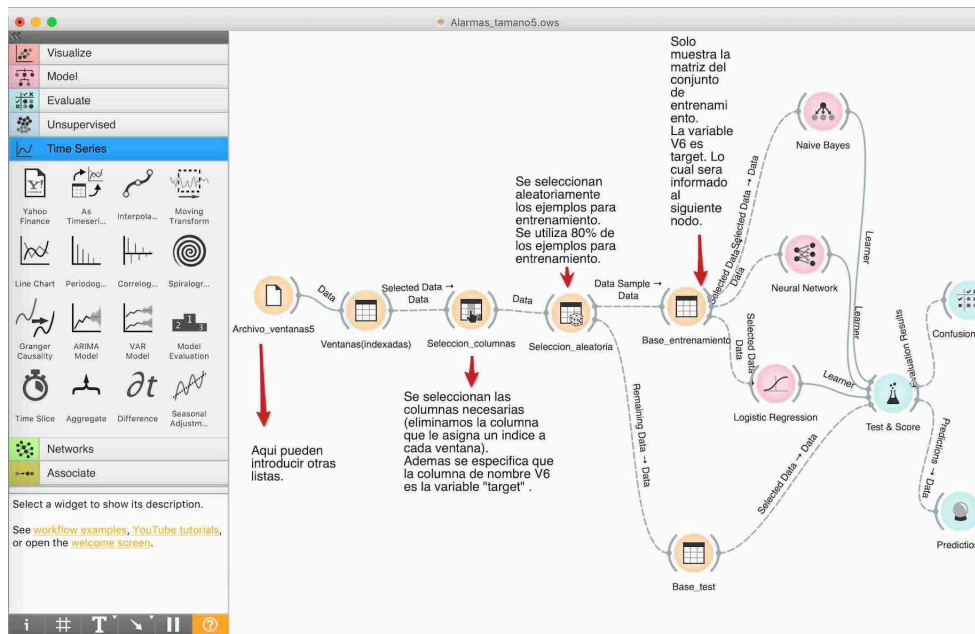 Alarmas_tamano5.ows
Visualize
Model
Evaluate
Unsupervised
Time Series
Yahoo
Finance
As
Timeseri...
Interpola...
Moving
Transform
Line Chart
Periodog...
Correlog...
Spiralogr...
Granger
Causality
ARIMA
Model
VAR
Model
Model
Evaluation
Time Slice
Aggregate
Difference
Seasonal
Adjustm...
Networks
Associate
Select a widget to show its description.
See workflow examples, YouTube tutorials,
or open the welcome screen.
Archivo_ventanas5
Data
Ventanas(indexadas)
Selected Data →
Data
Seleccion_columnas
Data
Seleccion_aleatoria
Data Sample →
Data
Base_entrenamiento
Remaining Data → Data
Base_test
Selected Data → Data
Selected Data → Data
Selected Data →
Data
Selected Data →
Data
Naive Bayes
Neural Network
Logistic Regression
Learner
Learner
Learner
Test & Score
Evaluation Results
Confusion
Predictions → Data
Prediction
Aqui pueden
introducir otras
listas.
Se seleccionan las
columnas necesarias
(eliminamos la columna
que le asigna un indice a
cada ventana).
Ademas se especifica que
la columna de nombre V6
es la variable "target" .
Se seleccionan
aleatoriamente
los ejemplos para
entrenamiento.
Se utiliza 80% de
los ejemplos para
entrenamiento.
Solo
muestra la
matriz del
conjunto
de
entrenami
ento.
La variable
V6 es
target. Lo
cual sera
informado
al
siguiente
nodo.